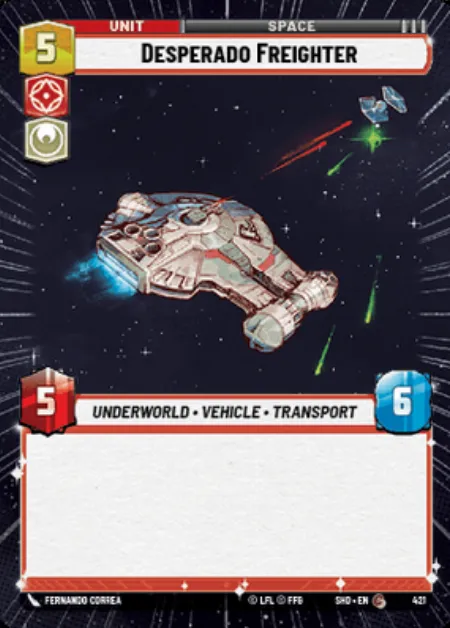 UNIT
SPACE
5
DESPERADO FREIGHTER
5
UNDERWORLD • VEHICLE • TRANSPORT
6
FERNANDO CORREA
© LFL © FFG
SHD • EN
421